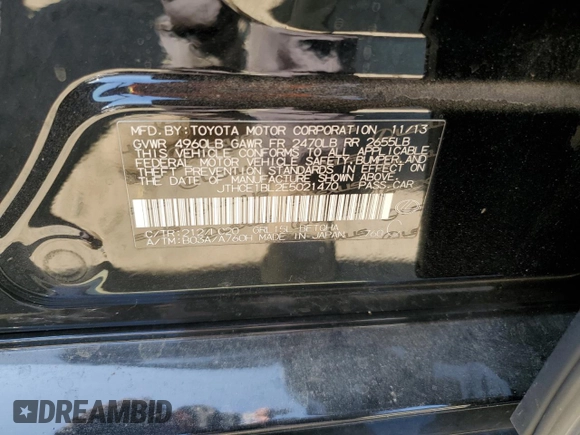 MFD.BY:TOYOTA MOTOR CORPORATION 11/13
GVWR 4960LB GAWR FR 2470LB RR 2655LB
THIS VEHICLE CONFORMS TO ALL APPLICABLE
FEDERAL MOTOR VEHICLE SAFETY,BUMPER,AND
THEFT PREVENTION STANDARDS IN EFFECT ON
THE DATE OF MANUFACTURE SHOWN ABOVE.
JTHCE1BL2E5021470 PASS.CAR
C/TR:212/
A/TM:B03A/A760H MADE IN JAPAN
DREAMBID